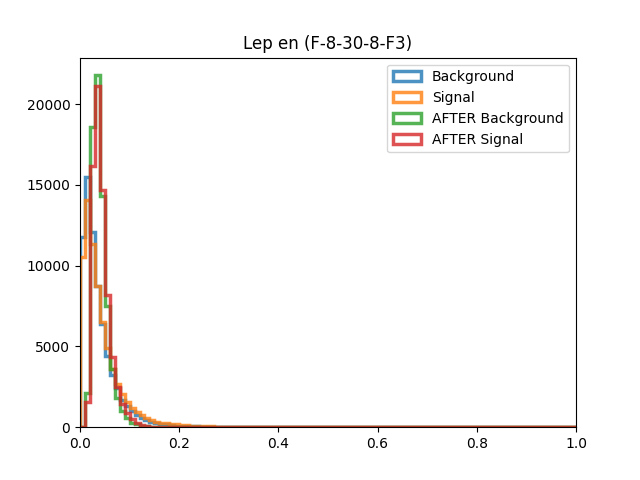 Lep en (F-8-30-8-F3)
Background
Signal
AFTER Background
AFTER Signal
20000
15000
10000
5000
0
0.0 0.2 0.4 0.6 0.8 1.0